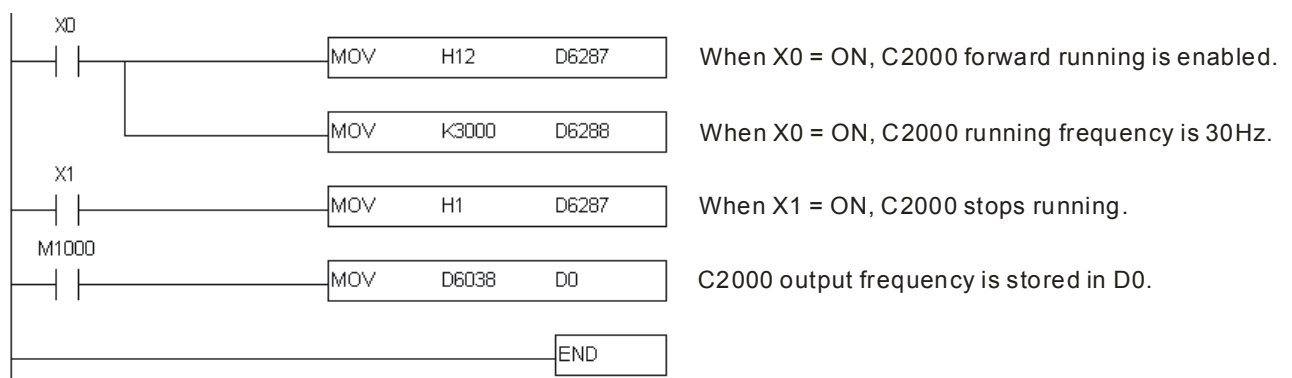 X0
MOV H12 D6287 When X0 = ON, C2000 forward running is enabled.
MOV K3000 D6288 When X0 = ON, C2000 running frequency is 30Hz.
X1
MOV H1 D6287 When X1 = ON, C2000 stops running.
M1000
MOV D6038 D0 C2000 output frequency is stored in D0.
END